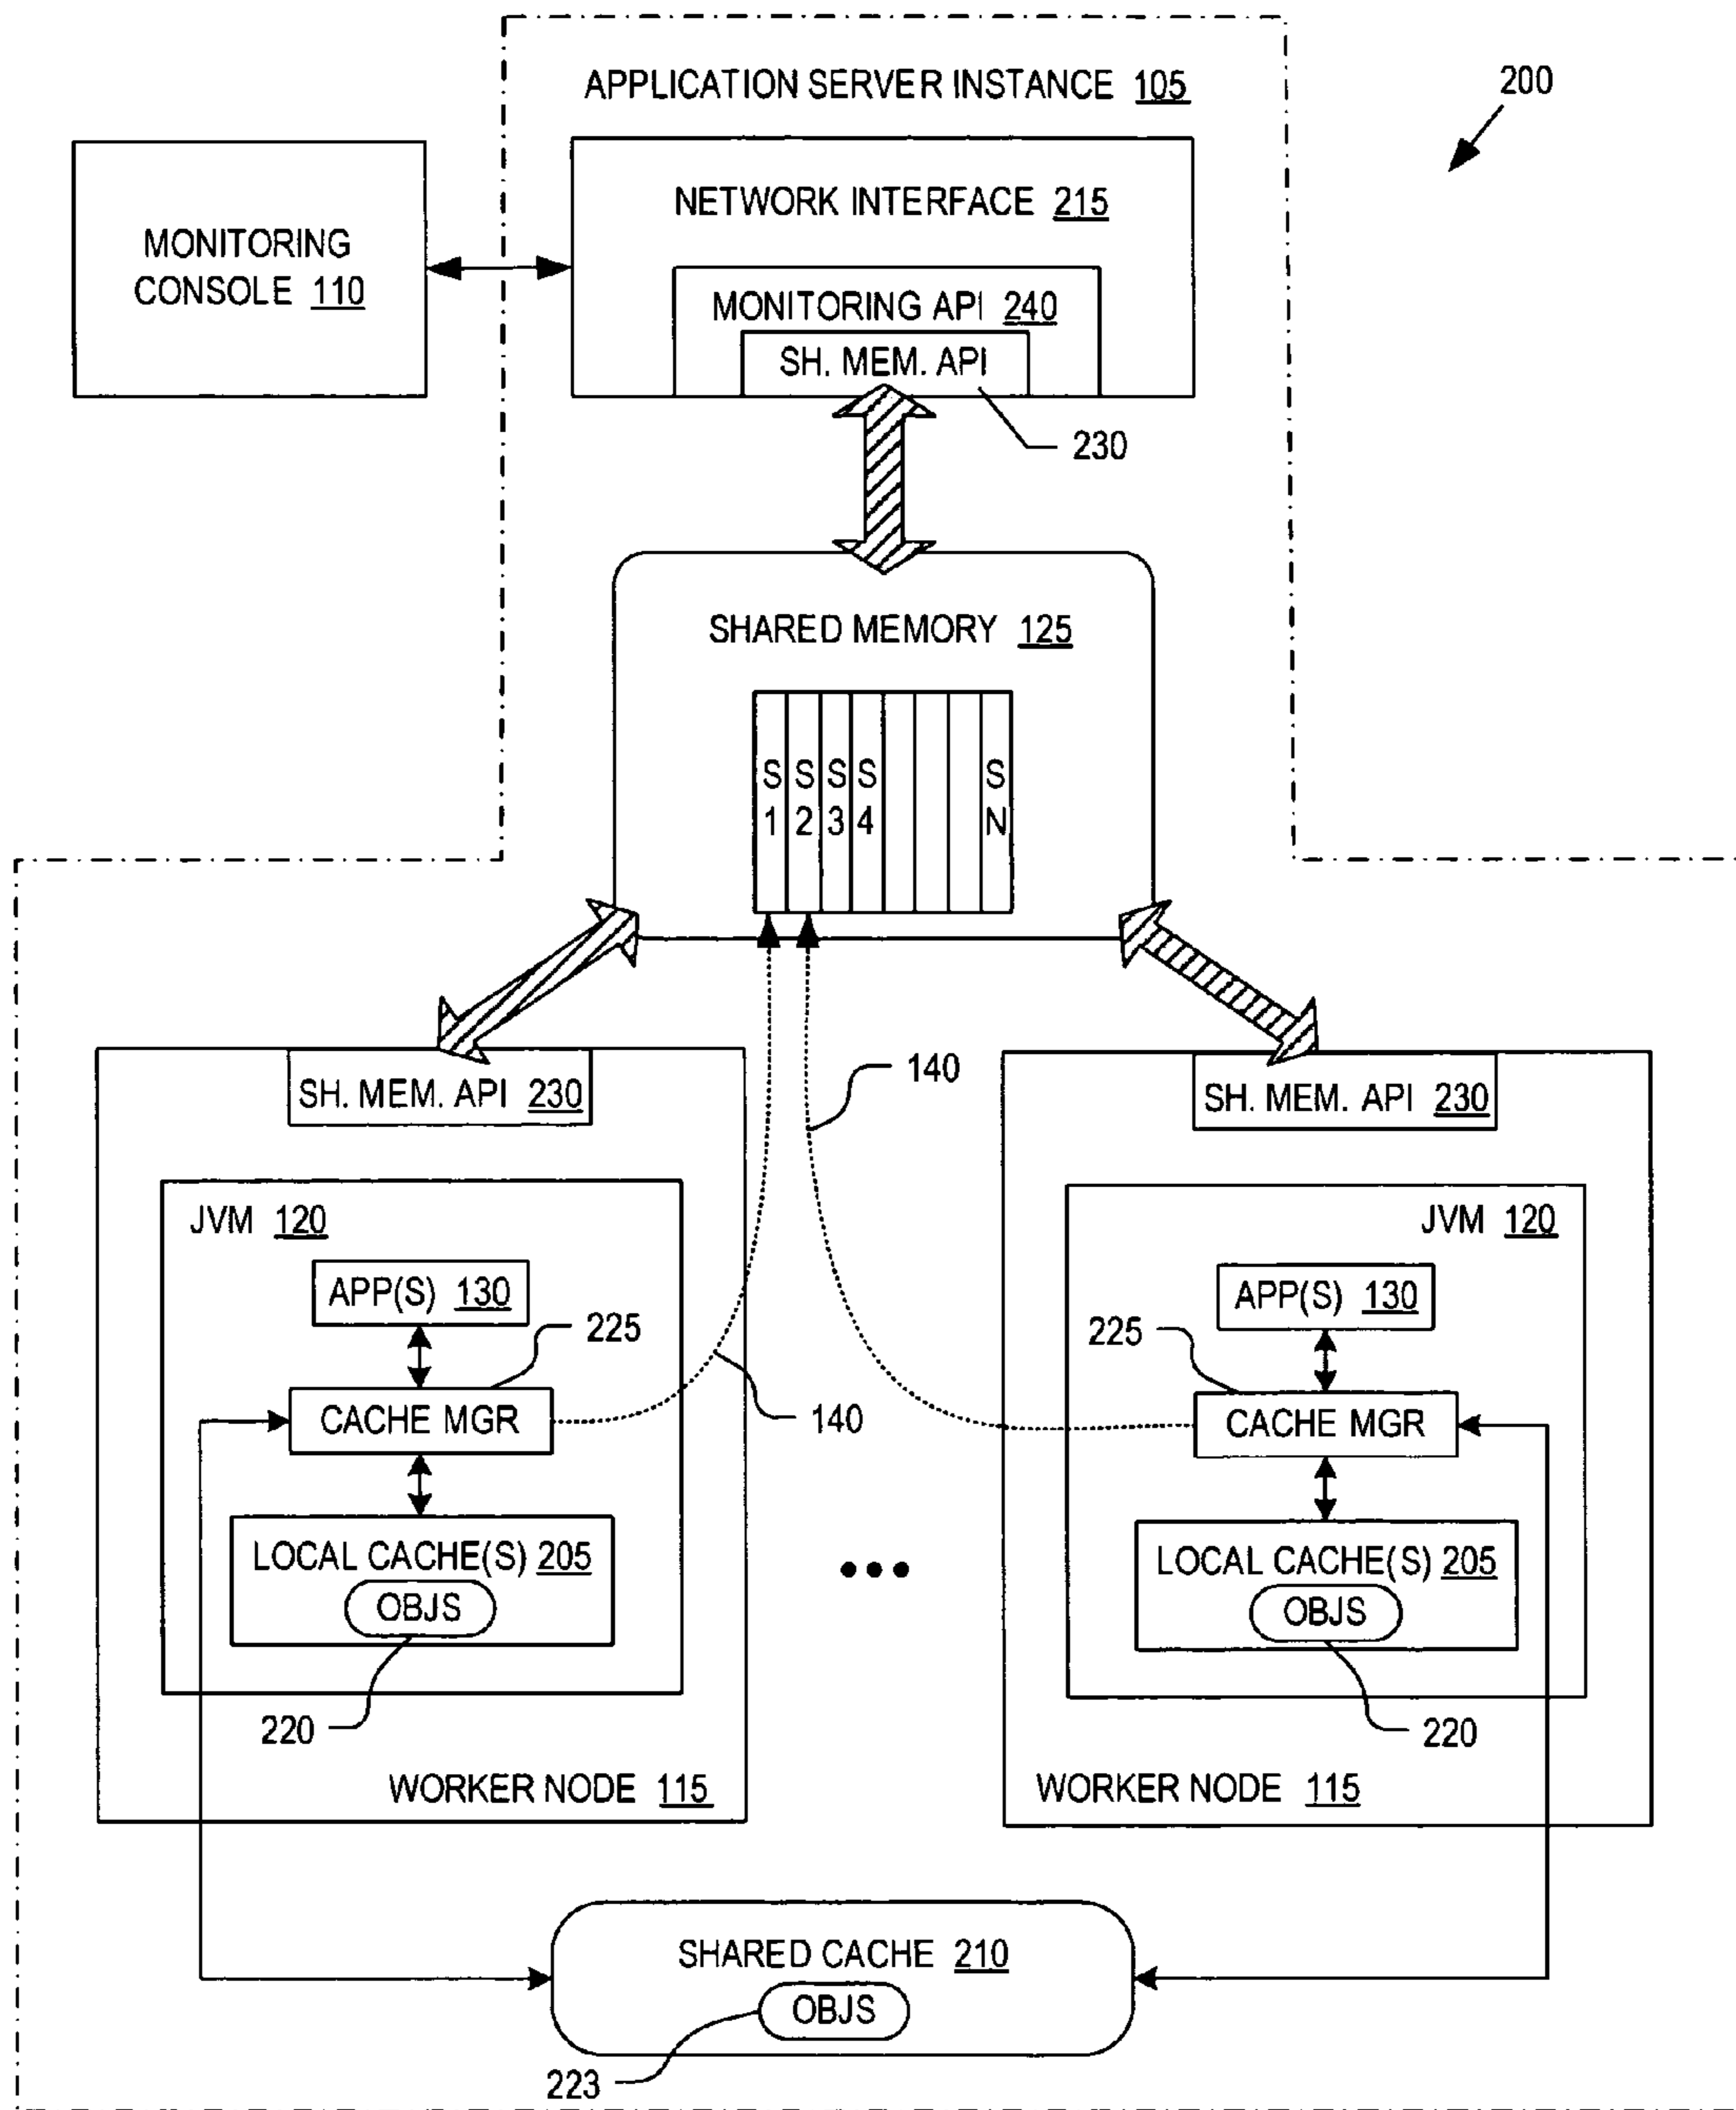 APPLICATION SERVER INSTANCE 105
200
NETWORK INTERFACE 215
MONITORING
CONSOLE 110
MONITORING API 240
SH. MEM. API
230
SHARED MEMORY 125
S 1
S 2
S 3
S 4
S N
SH. MEM. API 230
140
SH. MEM. API 230
JVM 120
JVM 120
APP(S) 130
APP(S) 130
225
225
CACHE MGR
140
CACHE MGR
LOCAL CACHE(S) 205
OBJS
LOCAL CACHE(S) 205
OBJS
220
220
WORKER NODE 115
WORKER NODE 115
SHARED CACHE 210
OBJS
223